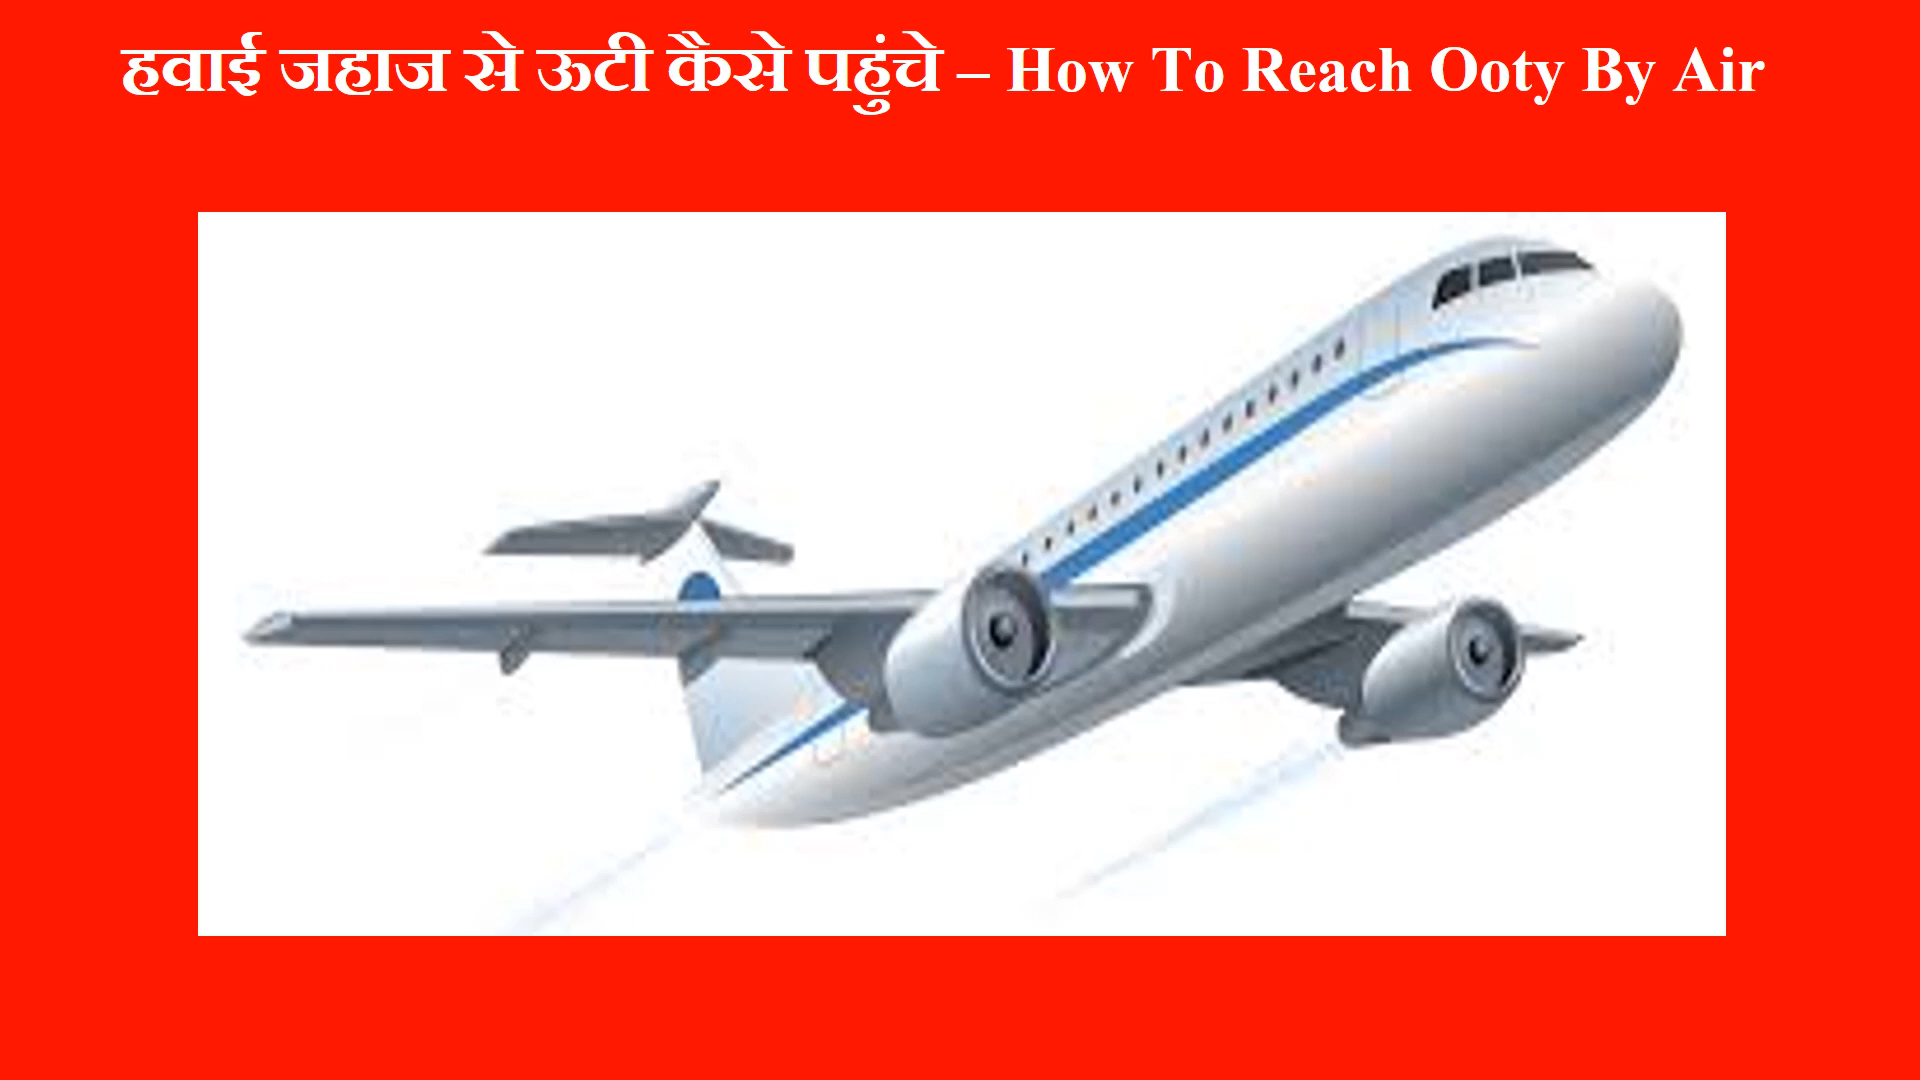 हवाई जहाज से ऊटी कैसे पहुंचे – How To Reach Ooty By Air